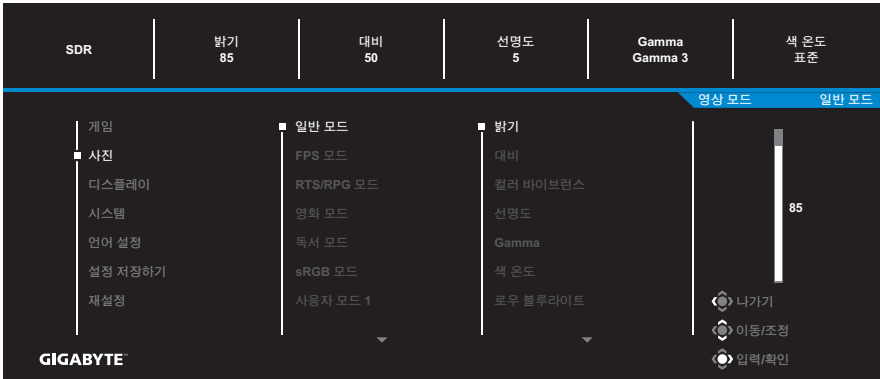 SDR
밝기
85
대비
50
선명도
5
Gamma
Gamma 3
색 온도
표준
영상 모드
일반 모드
게임
사진
디스플레이
시스템
언어 설정
설정 저장하기
재설정
일반 모드
FPS 모드
RTS/RPG 모드
영화 모드
독서 모드
sRGB 모드
사용자 모드 1
밝기
대비
컬러 바이브런스
선명도
Gamma
색 온도
로우 블루라이트
85
나가기
이동/조정
입력/확인
GIGABYTE™